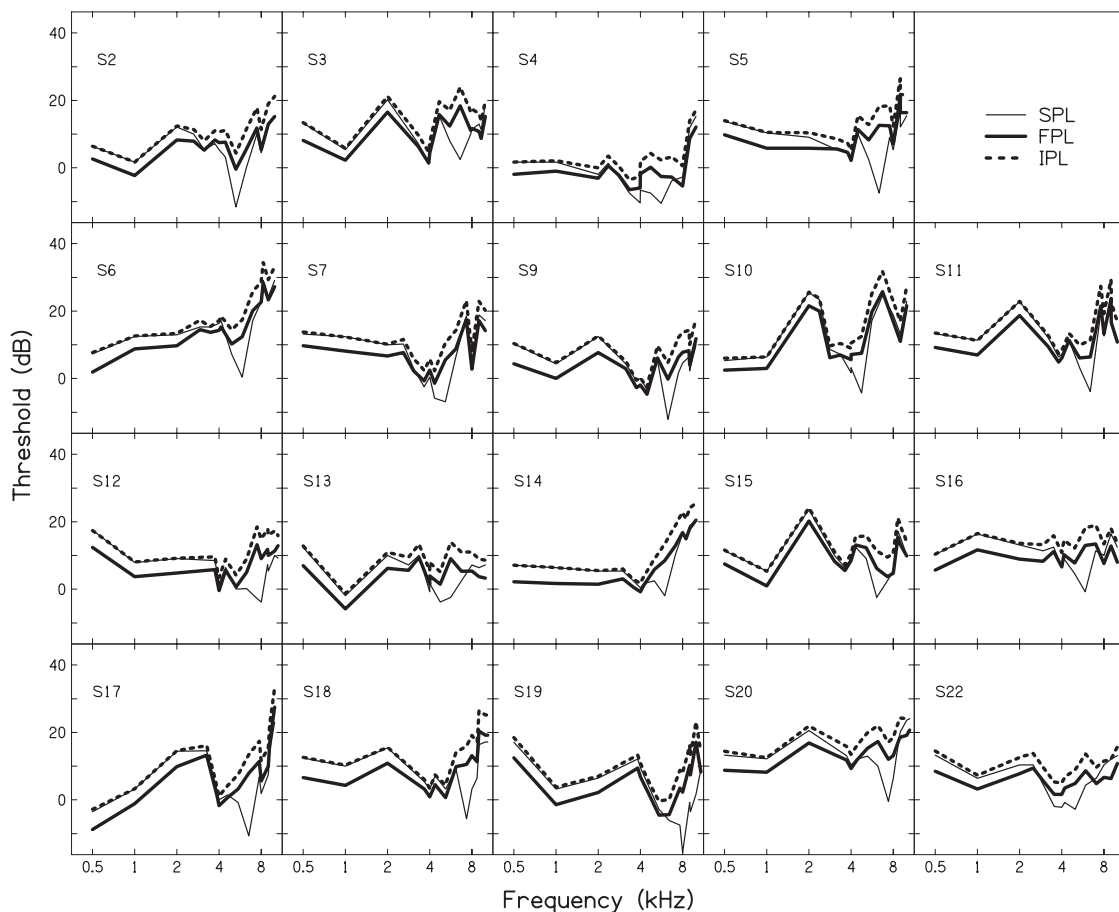 40
S2
S3
S4
S5
20
SPL
FPL
IPL
0
40
S6
S7
S9
S10
S11
20
0
40
S12
S13
S14
S15
S16
20
0
40
S17
S18
S19
S20
S22
20
0
0.5 1 2 4 8 0.5 1 2 4 8 0.5 1 2 4 8 0.5 1 2 4 8 0.5 1 2 4 8
Threshold (dB)
Frequency (kHz)